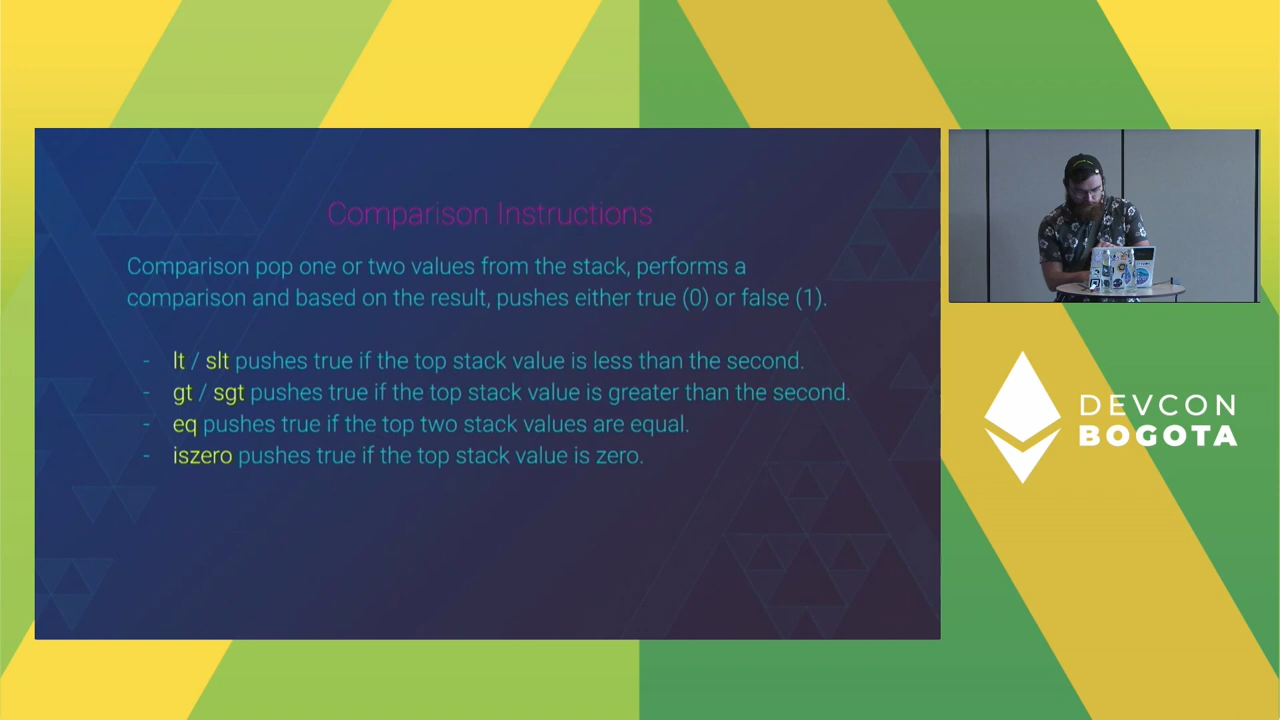 Comparison Instructions
Comparison pop one or two values from the stack, performs a
comparison and based on the result, pushes either true (0) or false (1).
- lt / slt pushes true if the top stack value is less than the second.
- gt / sgt pushes true if the top stack value is greater than the second.
- eq pushes true if the top two stack values are equal.
- iszero pushes true if the top stack value is zero.
DEVCON
BOGOTA